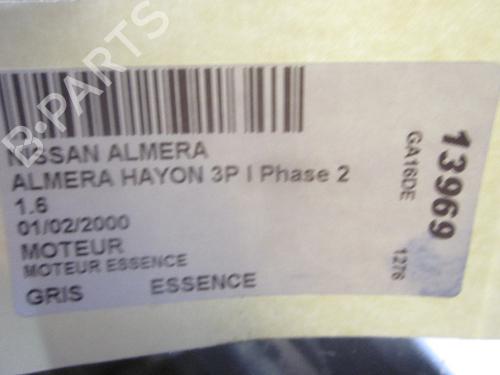 B-PARTS
NISSAN ALMERA
ALMERA HAYON 3P I Phase 2
1.6
01/02/2000
MOTEUR
MOTEUR ESSENCE
GRIS ESSENCE
GA16DE 1276
13969